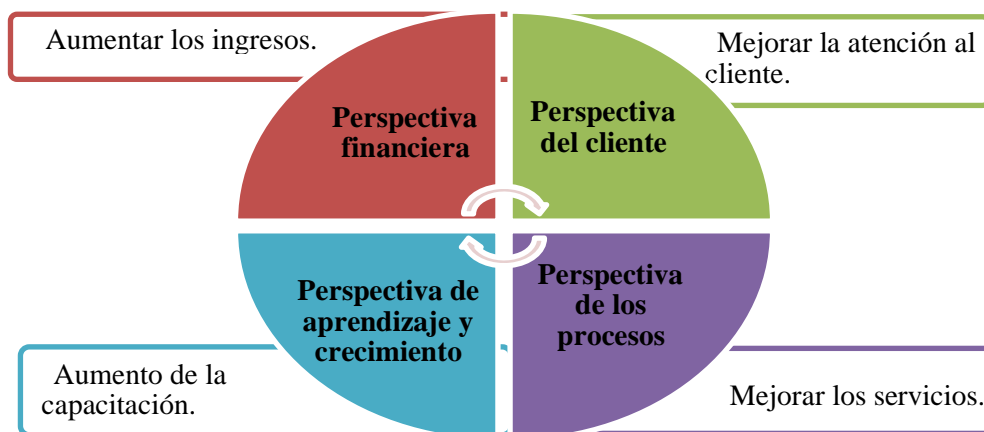 Aumentar los ingresos.
Mejorar la atención al
cliente.
Perspectiva
financiera
Perspectiva
del cliente
Perspectiva de
aprendizaje y
crecimiento
Perspectiva
de los
procesos
Aumento de la
capacitación.
Mejorar los servicios.